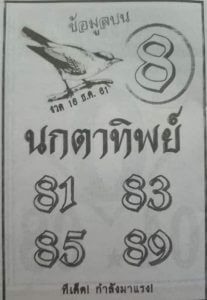 ข้อมูลบน
8
งวด 16 ธ.ค. 61
นกตาทิพย์
81 83
85 89
ทีเด็ด! กำลังมาแรง!